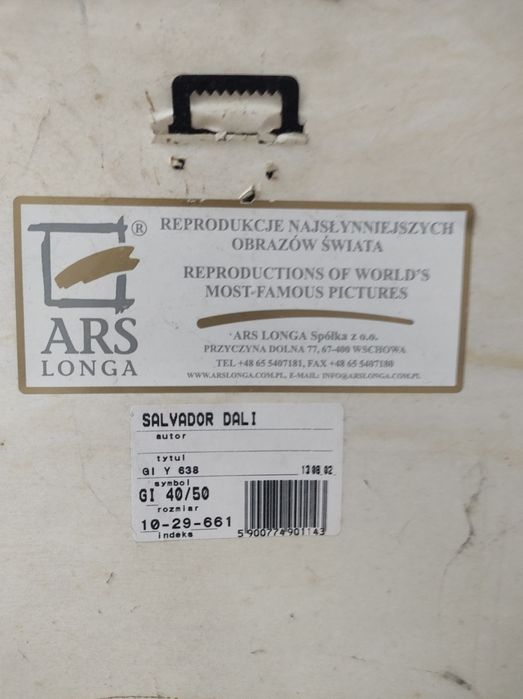 ®
REPRODUKCJE NAJSŁYNNIEJSZYCH
OBRAZÓW ŚWIATA
REPRODUCTIONS OF WORLD'S
MOST-FAMOUS PICTURES
ARS
LONGA
ARS LONGA Spółka z o.o.
PRZYCZYNA DOLNA 77, 67-400 WSCHOWA
TEL +48 65 5407181, FAX +48 65 5407180
WWW.ARSLONGA.COM.PL, E-MAIL: INFO@ARSLONGA.COM.PL
SALVADOR DALI
autor
tytul
GI Y 638 13 08 02
symbol
GI 40/50
rozmiar
10-29-661
indeks
5900774901143